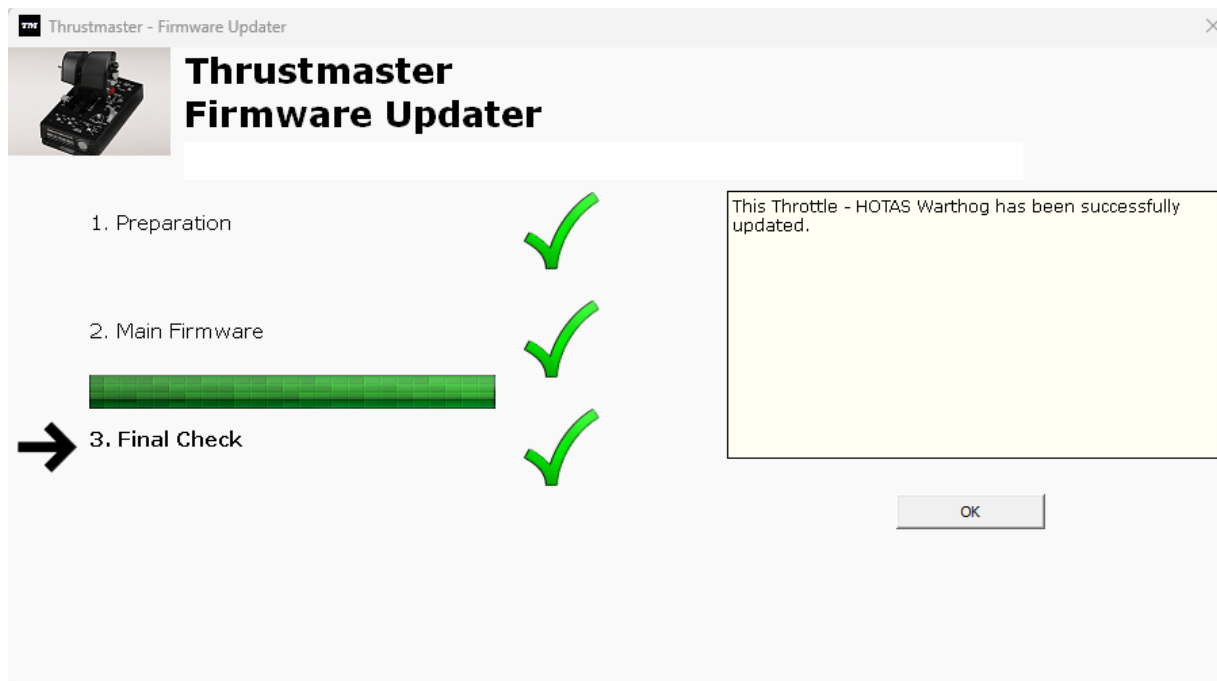 TM Thrustmaster - Firmware Updater
Thrustmaster
Firmware Updater
1. Preparation
2. Main Firmware
3. Final Check
This Throttle - HOTAS Warthog has been successfully
updated.
OK